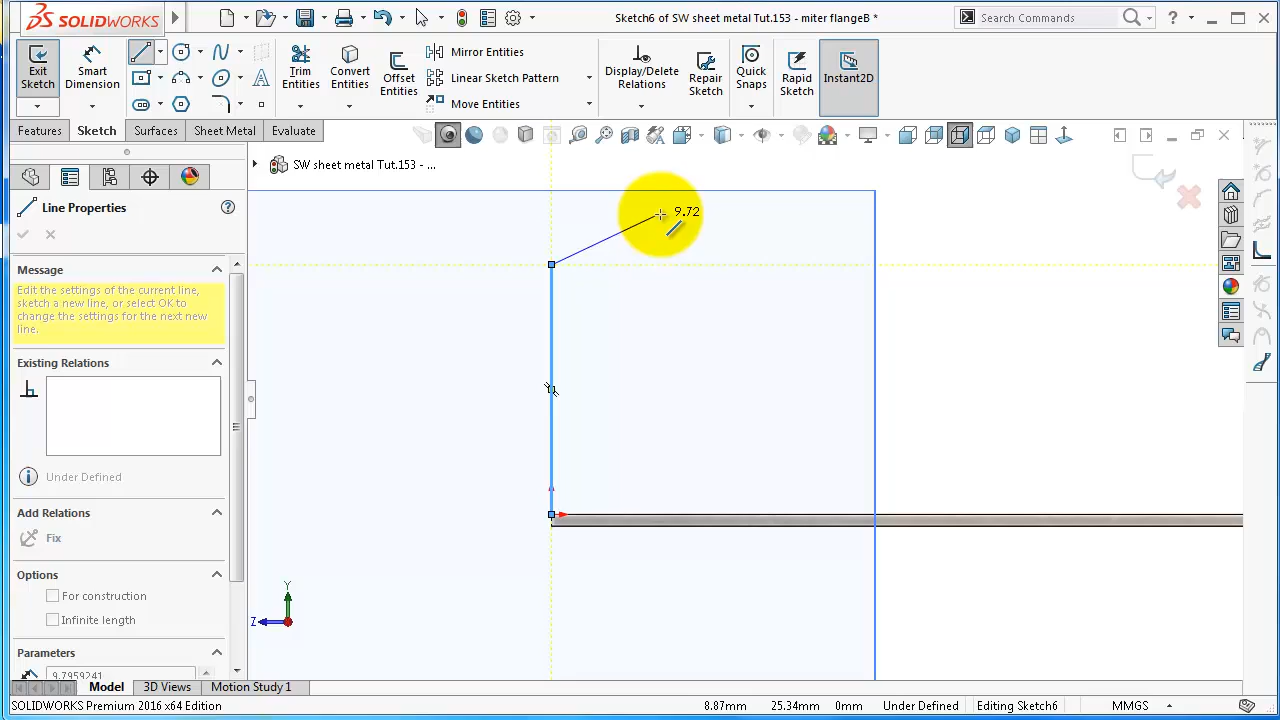 SOLIDWORKS
Sketch6 of SW sheet metal Tut.153 - miter flangeB *
Search Commands
Exit Sketch
Smart Dimension
Trim Entities
Convert Entities
Offset Entities
Mirror Entities
Linear Sketch Pattern
Move Entities
Display/Delete Relations
Repair Sketch
Quick Snaps
Rapid Sketch
Instant2D
Features
Sketch
Surfaces
Sheet Metal
Evaluate
SW sheet metal Tut.153 - ...
Line Properties
Message
Edit the settings of the current line,
sketch a new line, or select OK to
change the settings for the next new
line.
Existing Relations
Under Defined
Add Relations
Fix
Options
For construction
Infinite length
Parameters
9.7959241
9.72
Y
Z
Model
3D Views
Motion Study 1
SOLIDWORKS Premium 2016 x64 Edition
8.87mm
25.34mm
0mm
Under Defined
Editing Sketch6
MMGS